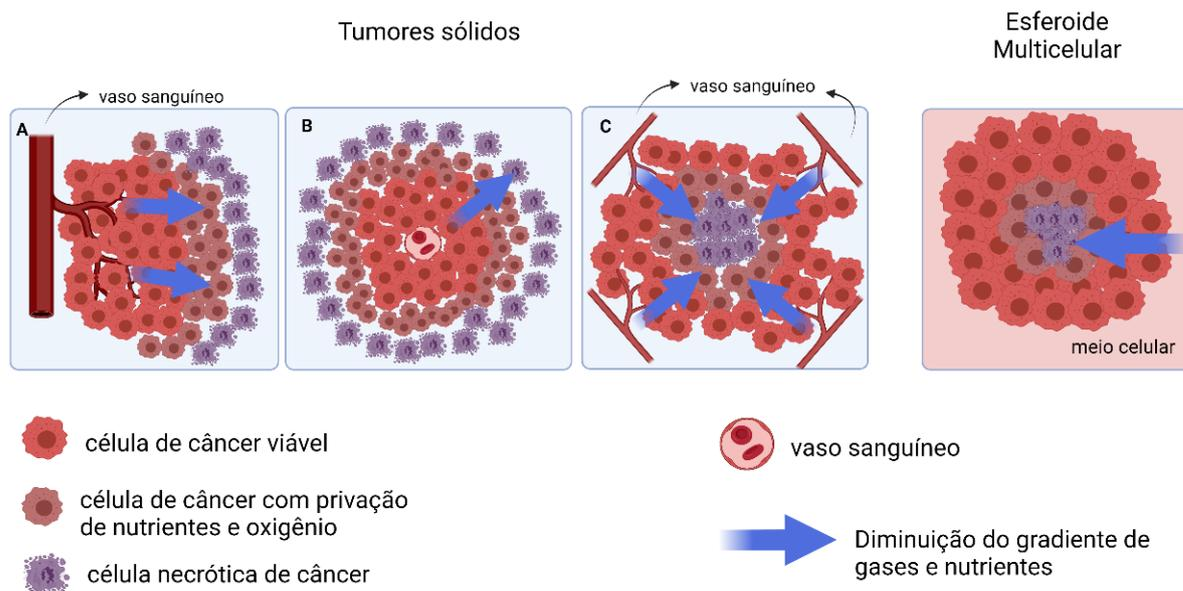 Tumores sólidos
Esferoide
Multicelular
vaso sanguíneo
vaso sanguíneo
A
B
C
meio celular
célula de câncer viável
célula de câncer com privação
de nutrientes e oxigênio
célula necrótica de câncer
vaso sanguíneo
Diminuição do gradiente de
gases e nutrientes